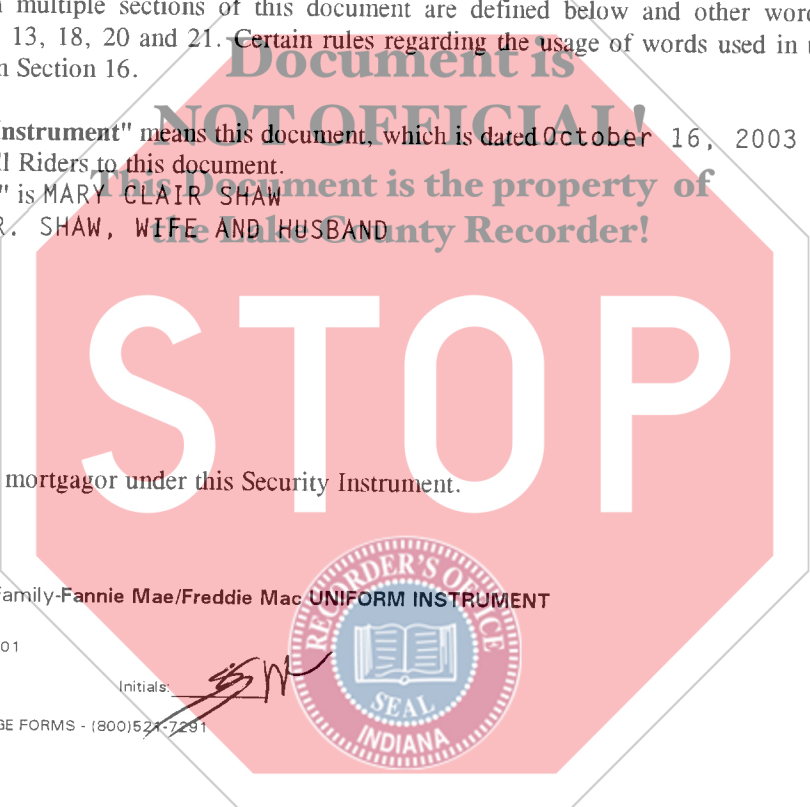 multiple sections of this document are defined below and other
13, 18, 20 and 21. Certain rules regarding the usage of words used in
Section 16.
Document is
NOT OFFICIAL!
Instrument" means this document, which is dated October 16, 2003
Riders to this document.
This Document is the property of
" is MARY CLAIR SHAW
R. SHAW, WIFE AND HUSBAND
the Lake County Recorder!
STOP
mortgagor under this Security Instrument.
RECORDER'S OFFICE
SEAL
INDIANA
Family-Fannie Mae/Freddie Mac UNIFORM INSTRUMENT
01
Initials:
GE FORMS - (800)521-7291